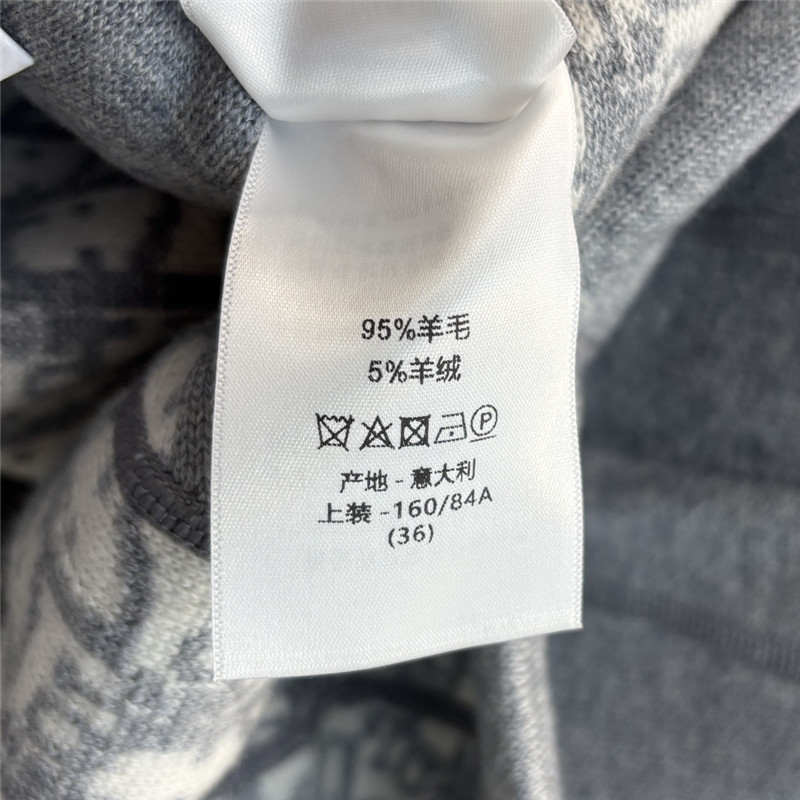 95%羊毛
5%羊绒
P
产地 - 意大利
上装 -160/84A
(36)